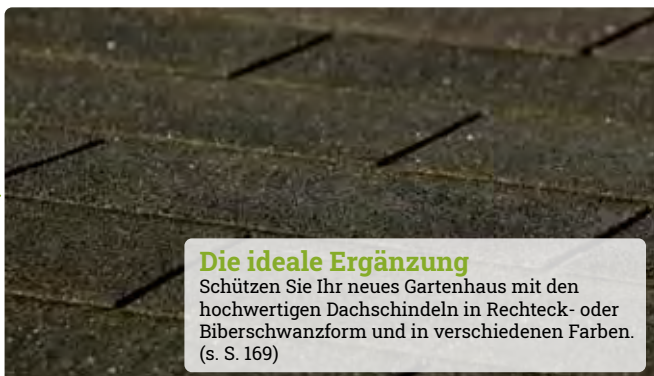 Die ideale Ergänzung
Schützen Sie Ihr neues Gartenhaus mit den
hochwertigen Dachschindeln in Rechteck- oder
Biberschwanzform und in verschiedenen Farben.
(s. S. 169)